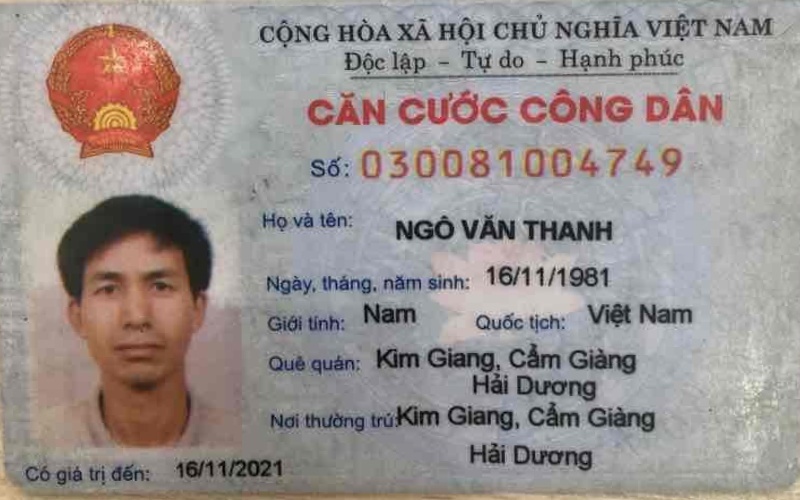 CỘNG HÒA XÃ HỘI CHỦ NGHĨA VIỆT NAM
Độc lập - Tự do - Hạnh phúc
CĂN CƯỚC CÔNG DÂN
Số: 030081004749
Họ và tên: NGÔ VĂN THANH
Ngày, tháng, năm sinh: 16/11/1981
Giới tính: Nam Quốc tịch: Việt Nam
Quê quán: Kim Giang, Cẩm Giàng
Hải Dương
Nơi thường trú: Kim Giang, Cẩm Giàng
Hải Dương
Có giá trị đến: 16/11/2021